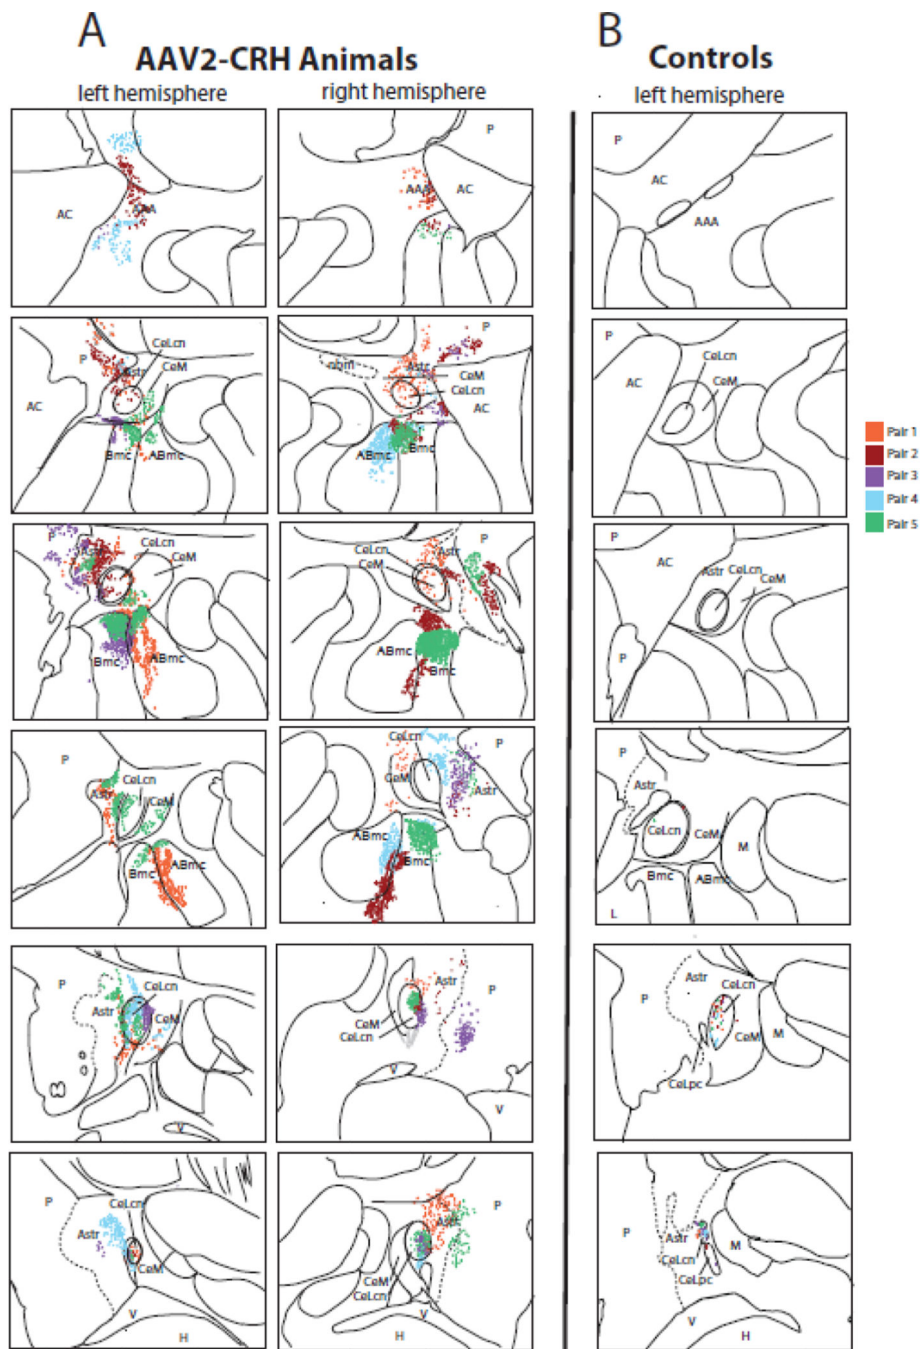 A
B
AAV2-CRH Animals
Controls
left hemisphere
right hemisphere
left hemisphere
AC
AAA
P
AAA
AC
P
AC
AAA
P
Astr
CeLcn
CeM
AC
Bmc
ABmc
nbm
Astr
P
CeM
CeLcn
AC
ABmc
Bmc
P
AC
CeLcn
CeM
Pair 1
Pair 2
Pair 3
Pair 4
Pair 5
P
Astr
CeLcn
CeM
Bmc
ABmc
CeLcn
Astr
P
CeM
ABmc
Bmc
P
AC
Astr
CeLcn
CeM
P
P
CeLcn
Astr
CeM
Bmc
ABmc
CeLcn
P
CeM
Astr
ABmc
Bmc
P
Astr
CeLcn
CeM
M
Bmc
ABmc
L
P
Astr
CeM
CeLcn
V
Astr
P
CeM
CeLcn
V
V
Astr
P
CeLcn
CeM
M
CeLpc
P
CeLcn
Astr
CeM
V
H
P
Astr
CeM
CeLcn
V
H
P
Astr
M
CeLcn
CeLpc
V
H